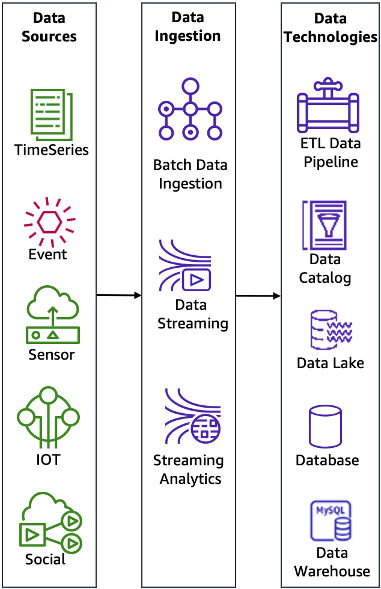 Data
Sources
TimeSeries
Event
Sensor
IOT
Social
Data
Ingestion
Batch Data
Ingestion
Data
Streaming
Streaming
Analytics
Data
Technologies
ETL Data
Pipeline
Data
Catalog
Data Lake
Database
MySQL
Data
Warehouse